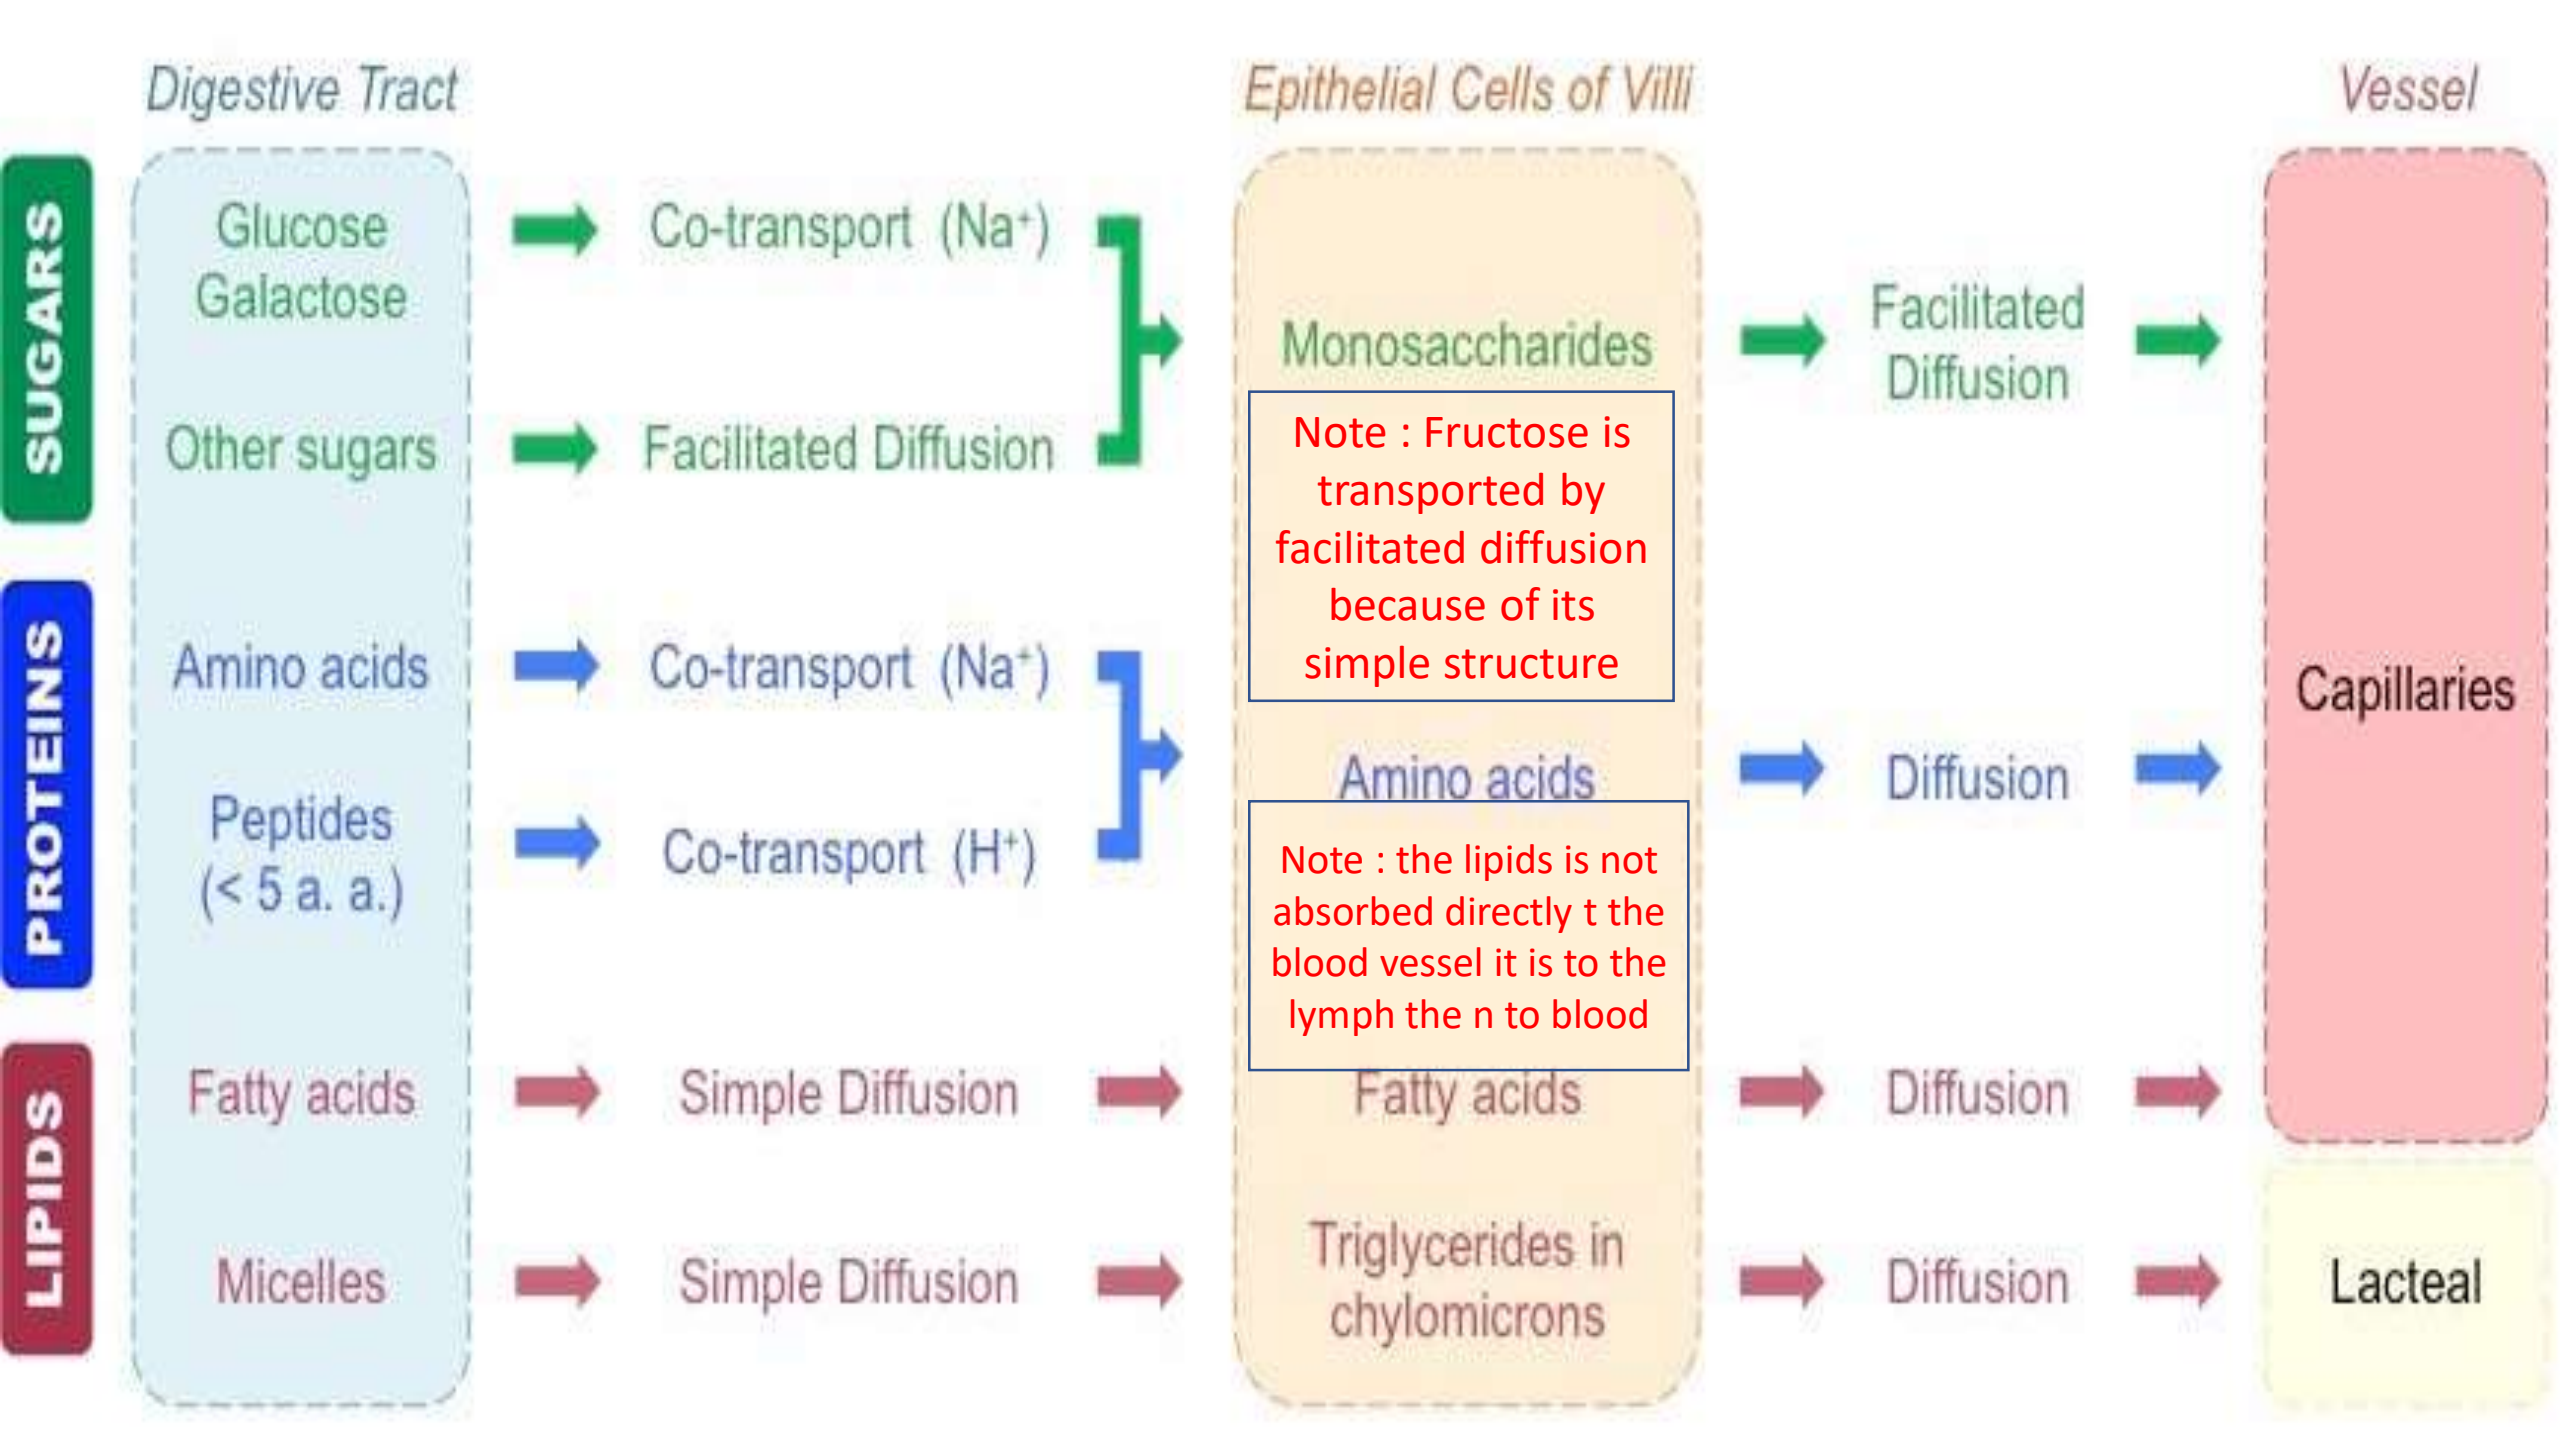 Digestive Tract
Epithelial Cells of Villi
Vessel
SUGARS
Glucose
Galactose
Co-transport (Na⁺)
Other sugars
Facilitated Diffusion
Monosaccharides
Facilitated
Diffusion
Note : Fructose is
transported by
facilitated diffusion
because of its
simple structure
PROTEINS
Amino acids
Co-transport (Na⁺)
Peptides
(< 5 a. a.)
Co-transport (H⁺)
Amino acids
Diffusion
Capillaries
Note : the lipids is not
absorbed directly t the
blood vessel it is to the
lymph the n to blood
LIPIDS
Fatty acids
Simple Diffusion
Fatty acids
Diffusion
Micelles
Simple Diffusion
Triglycerides in
chylomicrons
Diffusion
Lacteal